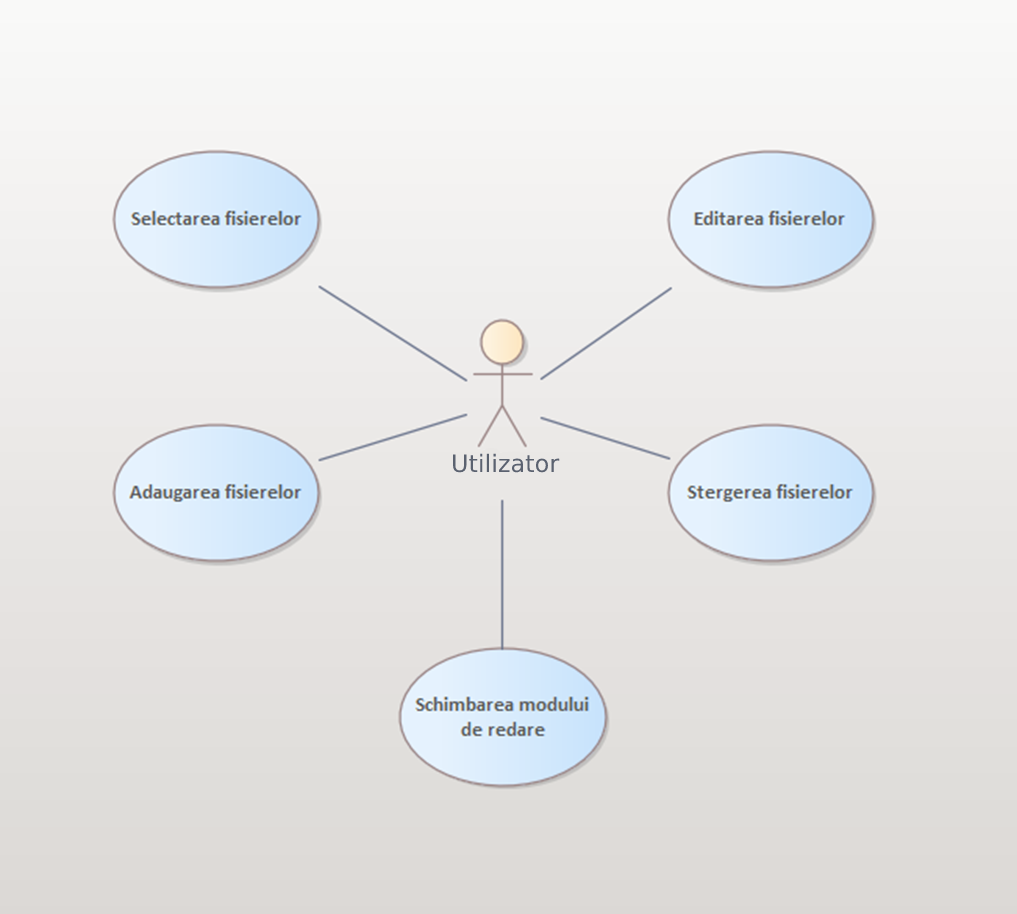 Selectarea fisierelor
Editarea fisierelor
Utilizator
Adaugarea fisierelor
Stergerea fisierelor
Schimbarea modului
de redare